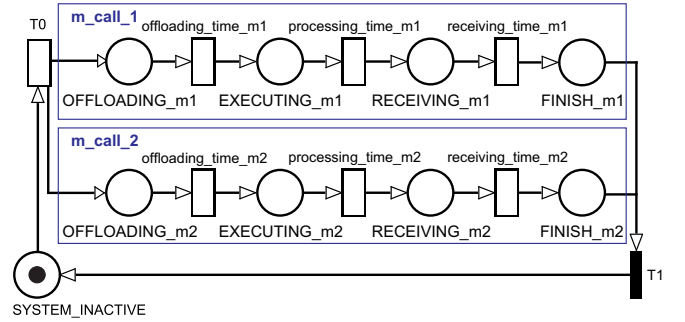 m_call_1
T0
offloading_time_m1 processing_time_m1 receiving_time_m1
OFFLOADING_m1 EXECUTING_m1 RECEIVING_m1 FINISH_m1
m_call_2
offloading_time_m2 processing_time_m2 receiving_time_m2
OFFLOADING_m2 EXECUTING_m2 RECEIVING_m2 FINISH_m2
T1
SYSTEM_INACTIVE